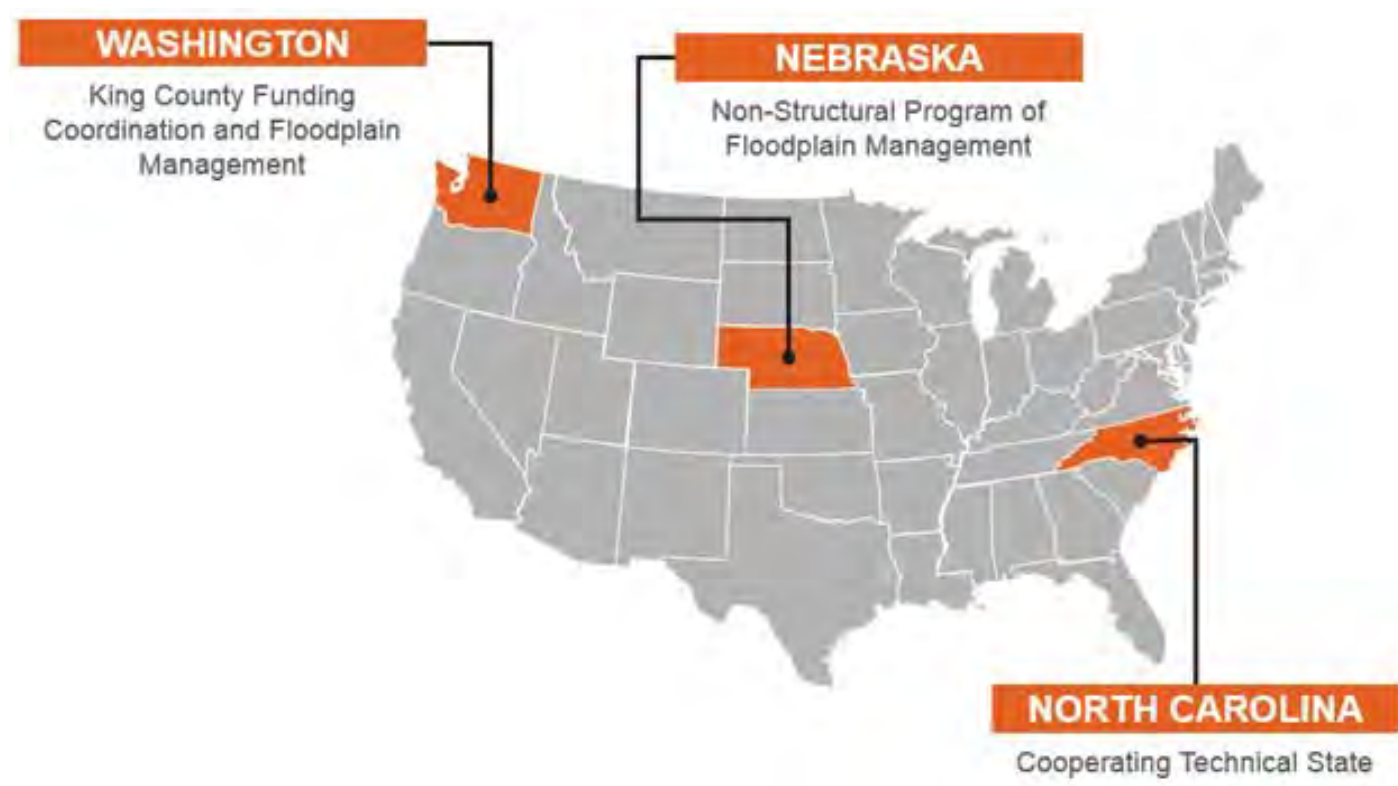 WASHINGTON
King County Funding
Coordination and Floodplain
Management
NEBRASKA
Non-Structural Program of
Floodplain Management
NORTH CAROLINA
Cooperating Technical State